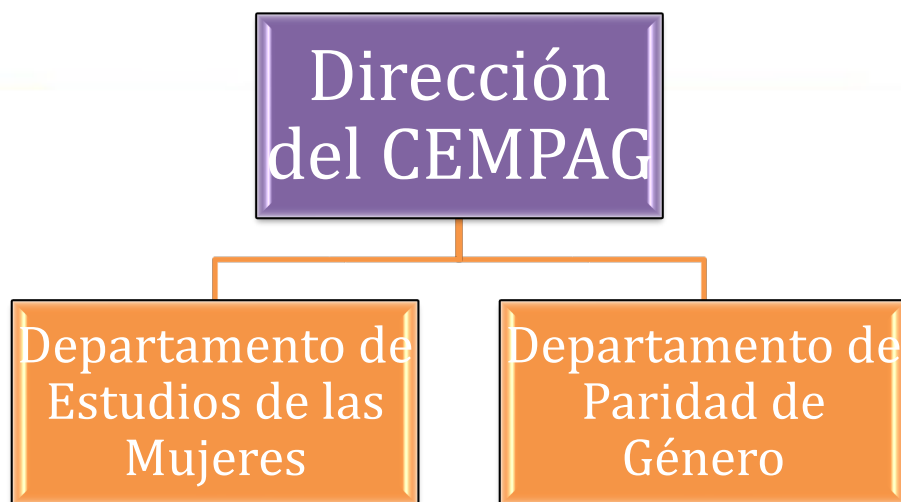 Dirección
del CEMPAG
Departamento de
Estudios de las
Mujeres
Departamento de
Paridad de
Género